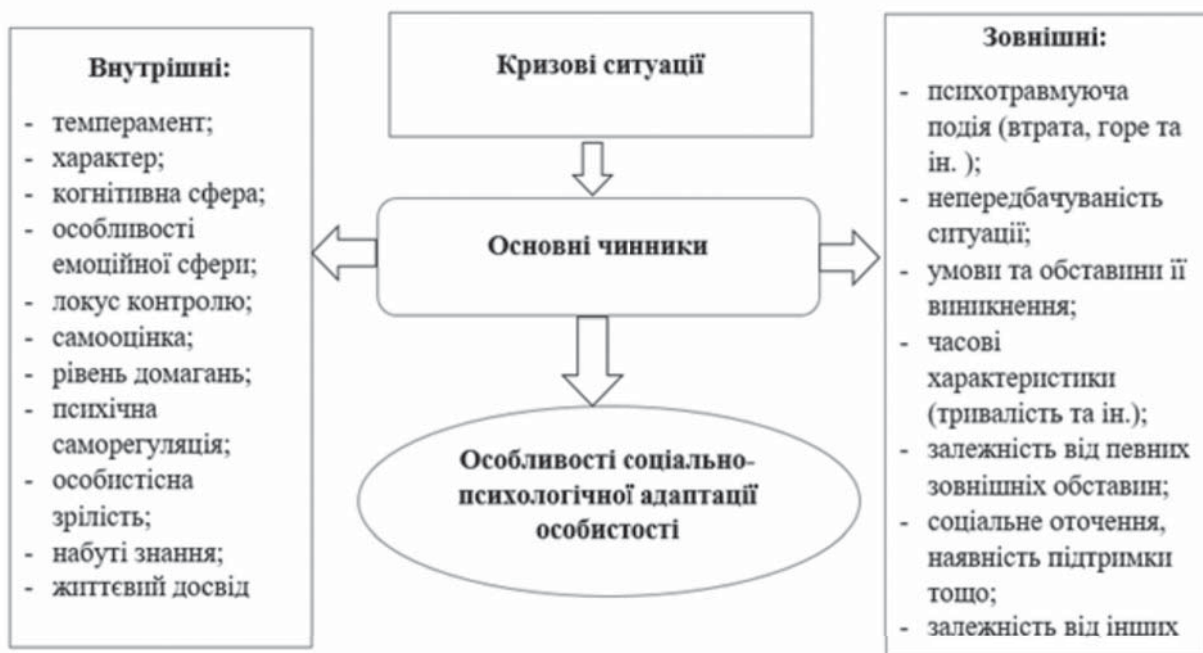 Внутрішні:
- темперамент;
- характер;
- когнітивна сфера;
- особливості
емоційної сфери;
- локус контролю;
- самооцінка;
- рівень домагань;
- психічна
саморегуляція;
- особистісна
зрілість;
- набуті знання;
- життєвий досвід
Кризові ситуації
Основні чинники
Особливості соціально-
психологічної адаптації
особистості
Зовнішні:
- психотравмуюча
подія (втрата, горе та
ін. );
- непередбачуваність
ситуації;
- умови та обставини її
виникнення;
- часові
характеристики
(тривалість та ін.);
- залежність від певних
зовнішніх обставин;
- соціальне оточення,
наявність підтримки
тощо;
- залежність від інших